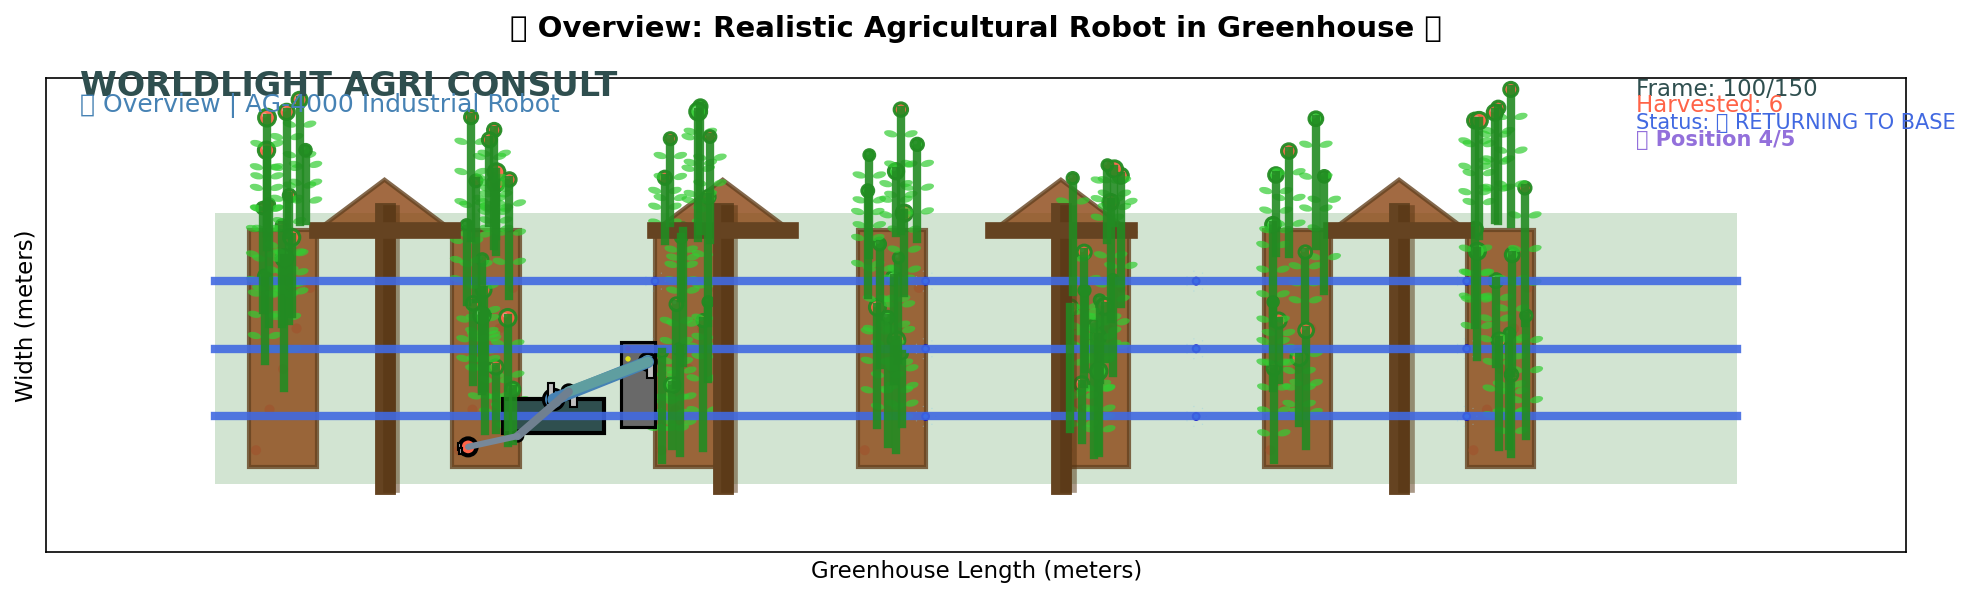 Overview: Realistic Agricultural Robot in Greenhouse
WORLDLIGHT AGRI CONSULT
Overview | AG-4000 Industrial Robot
Frame: 100/150
Harvested: 6
Status: RETURNING TO BASE
Position 4/5
Width (meters)
Greenhouse Length (meters)